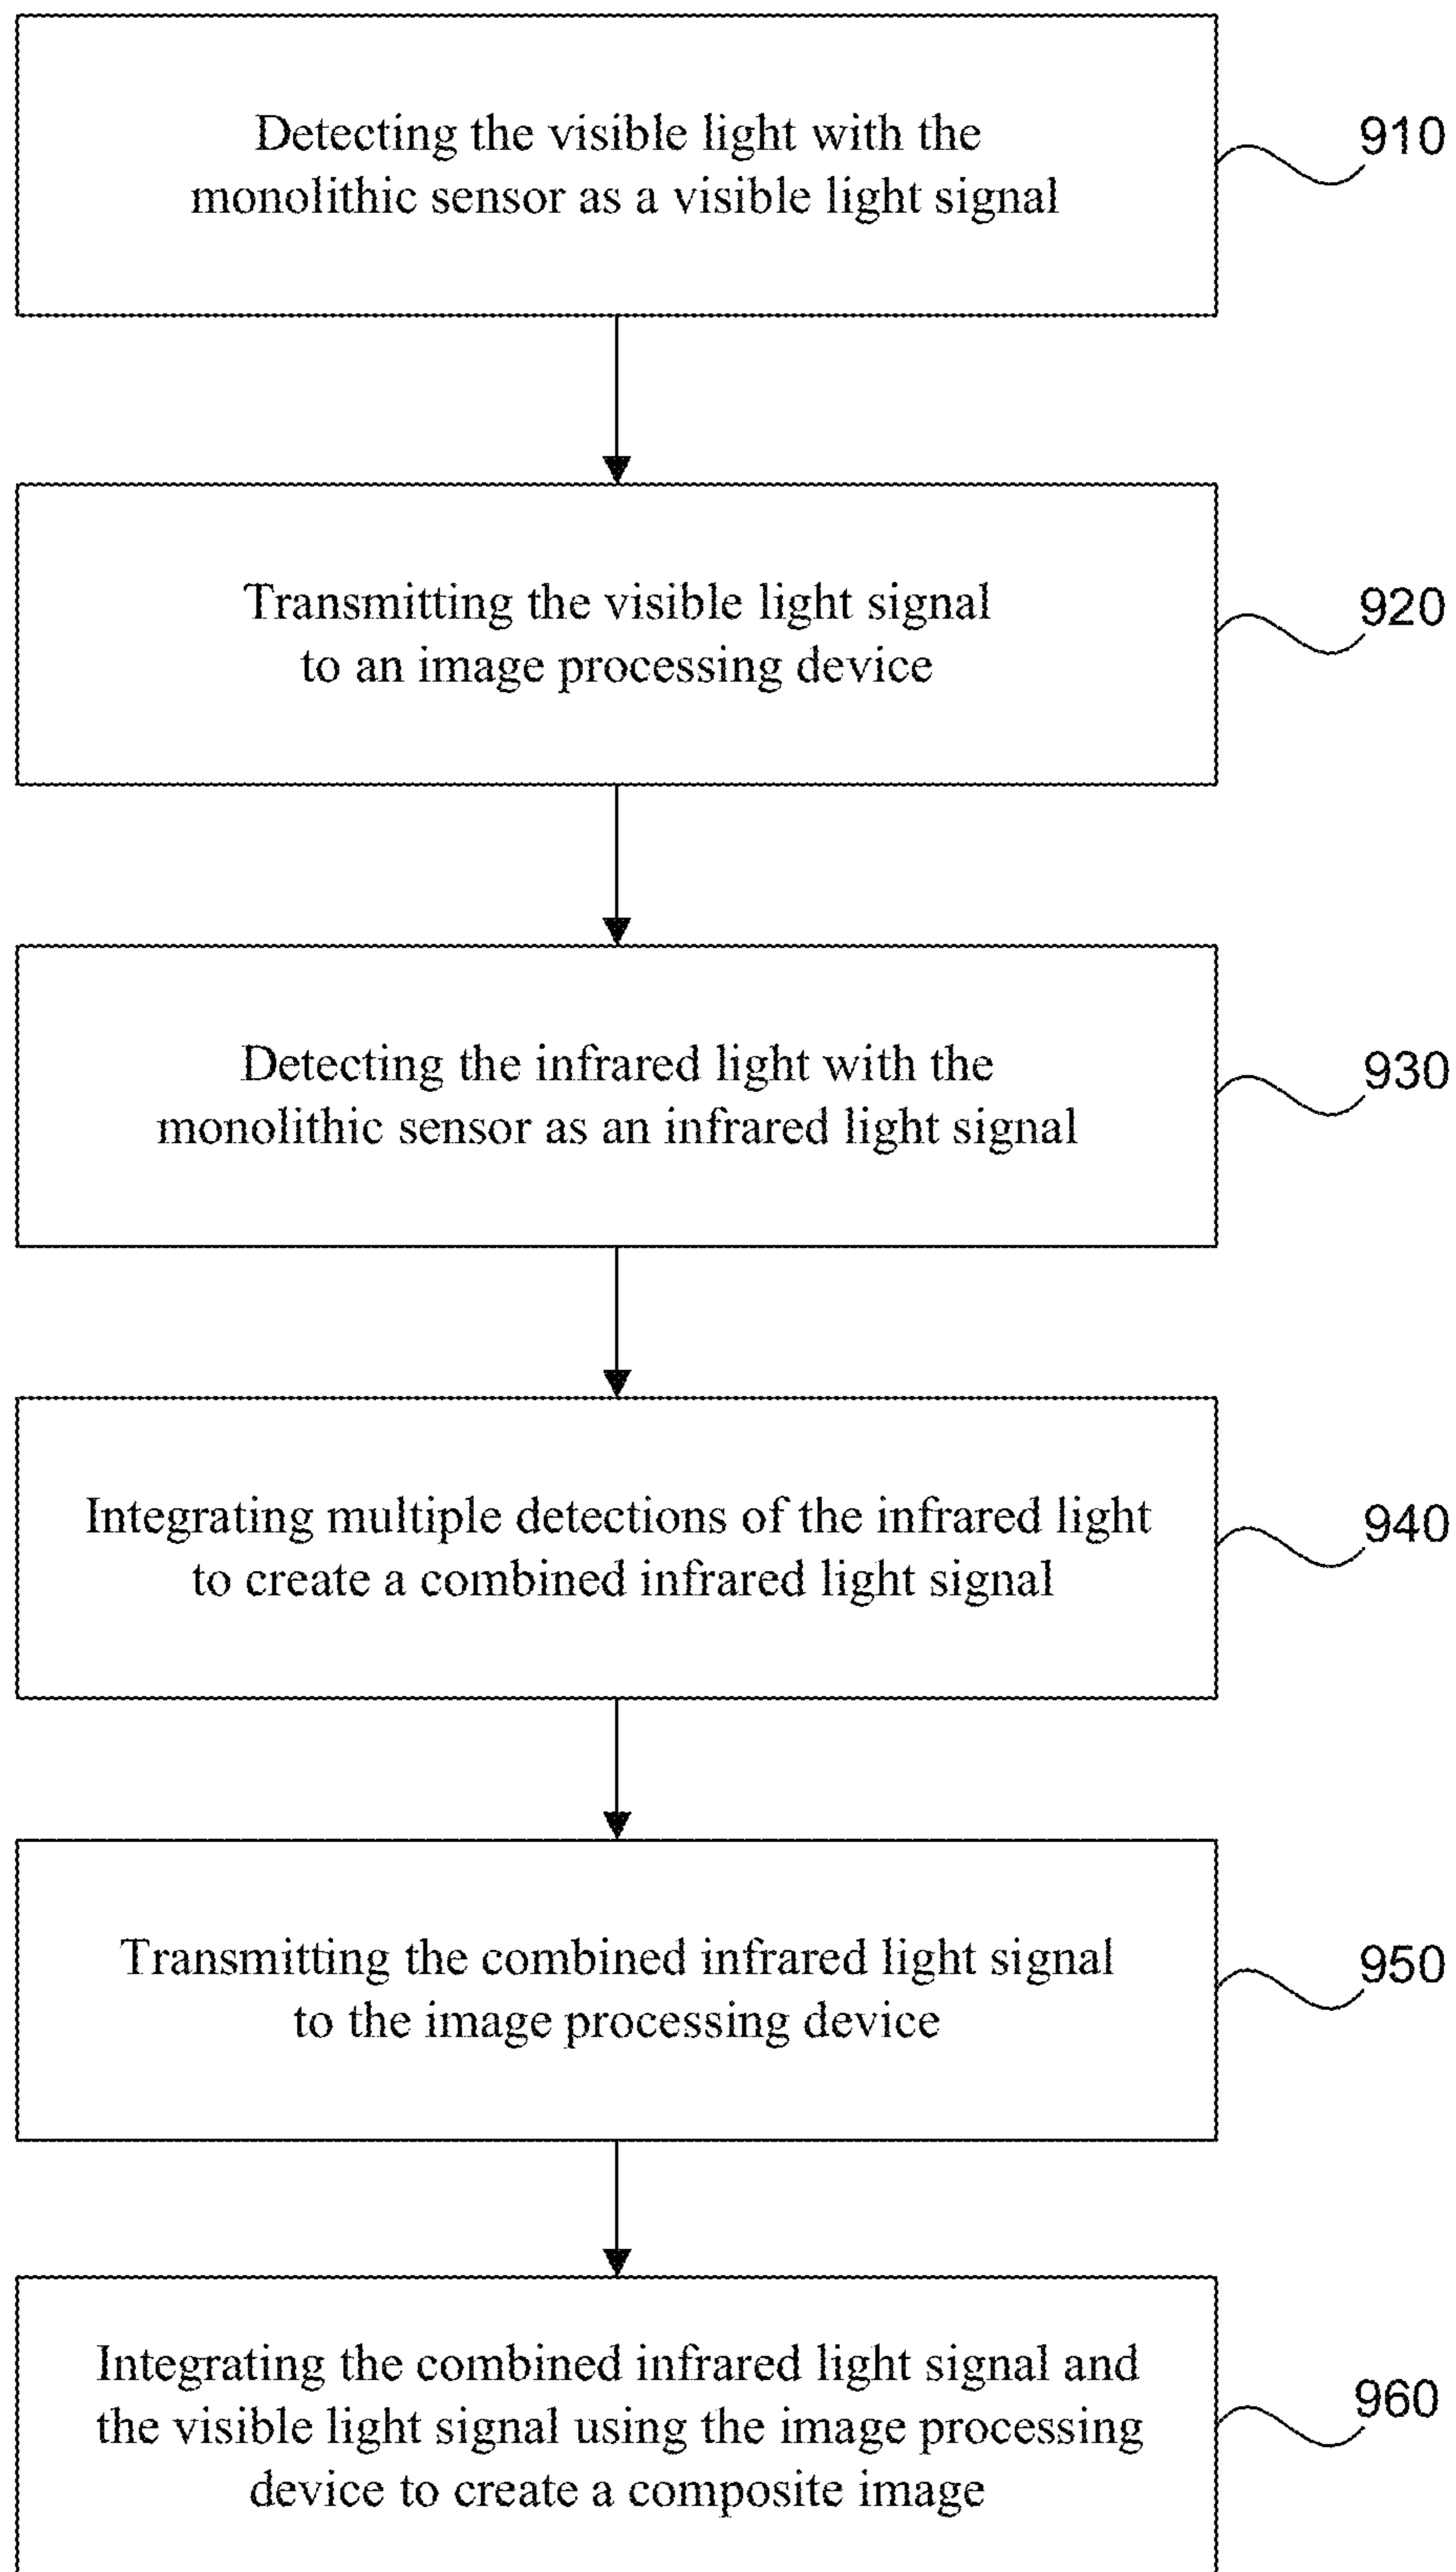 Detecting the visible light with the
monolithic sensor as a visible light signal
910
Transmitting the visible light signal
to an image processing device
920
Detecting the infrared light with the
monolithic sensor as an infrared light signal
930
Integrating multiple detections of the infrared light
to create a combined infrared light signal
940
Transmitting the combined infrared light signal
to the image processing device
950
Integrating the combined infrared light signal and
the visible light signal using the image processing
device to create a composite image
960